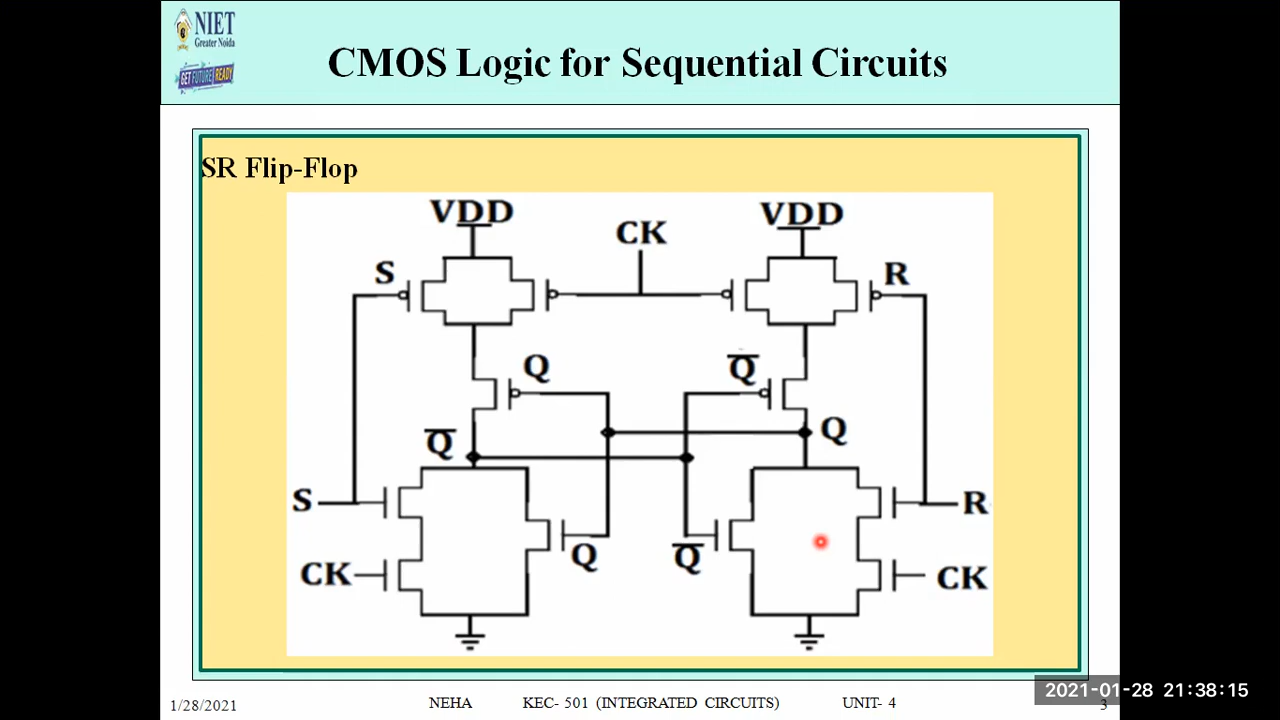 NIET
Greater Noida
GET FUTURE READY
CMOS Logic for Sequential Circuits
SR Flip-Flop
VDD VDD
CK
S R
Q Q̅
Q̅ Q
S R
Q Q̅
CK CK
1/28/2021 NEHA KEC- 501 (INTEGRATED CIRCUITS) UNIT- 4 3
2021-01-28 21:38:15